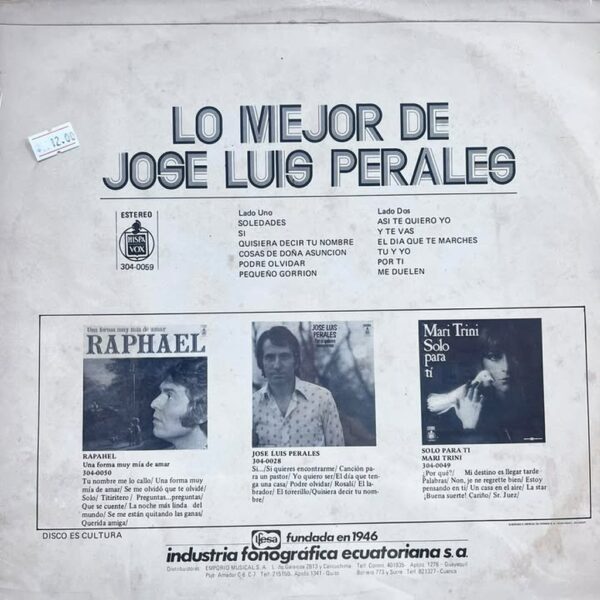 12.00
LO MEJOR DE
JOSE LUIS PERALES
ESTEREO
HISPA
VOX
304-0059
Lado Uno
SOLEDADES
SI
QUISIERA DECIR TU NOMBRE
COSAS DE DOÑA ASUNCION
PODRE OLVIDAR
PEQUEÑO GORRION
Lado Dos
ASI TE QUIERO YO
Y TE VAS
EL DIA QUE TE MARCHES
TU Y YO
POR TI
ME DUELEN
Una forma muy mía de amar
RAPHAEL
RAPAHEL
Una forma muy mía de amar
304-0050
Tu nombre me lo callo/ Una forma
muy mía de amar/ Se me olvidó que te olvidé/
Solo/ Titiritero/ Preguntas...preguntas/
Que se cuente/ La noche más linda del
mundo/ Se me están quitando las ganas/
Querida amiga/
JOSE LUIS
PERALES
JOSE LUIS PERALES
304-0028
Si.../Si quieres encontrarme/ Canción pa-
ra un pastor/ Yo quiero ser/ El día que ten-
ga una casa/ Podre olvidar/ Rosali/ El la-
brador/ El torerillo/Quisiera decir tu nom-
bre/
Mari Trini
Solo
para
tí
SOLO PARA TI
MARI TRINI
304-0049
¿Por qué?/ Mi destino es llegar tarde
Palabras/ Non, je ne regrette bien/ Estoy
pensando en tí/ Un casa en el aire/ La star
¡Buena suerte! Cariño/ Sr. Juez/
DISCO ES CULTURA
ifesa
fundada en 1946
industria fonográfica ecuatoriana s.a.
Distribuidores EMPORIO MUSICAL S. A.